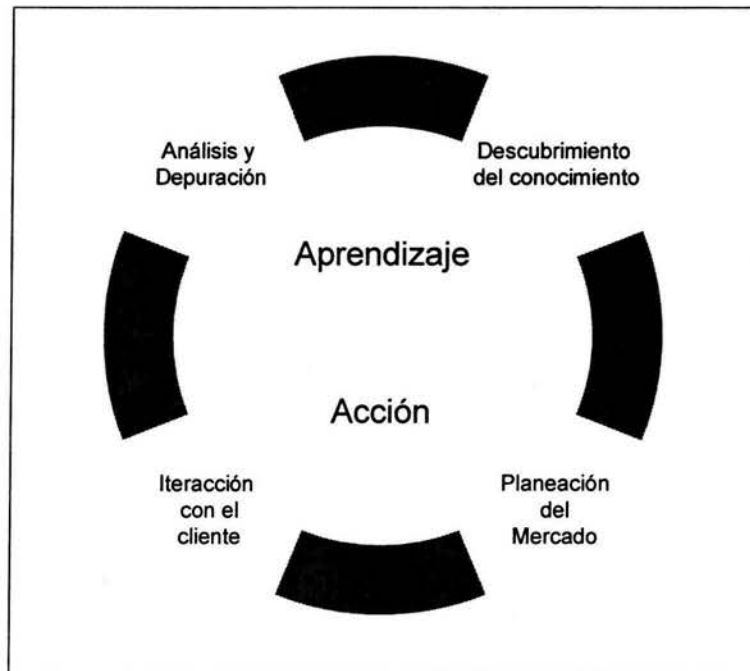 Análisis y
Depuración
Descubrimiento
del conocimiento
Aprendizaje
Acción
Iteracción
con el
cliente
Planeación
del
Mercado